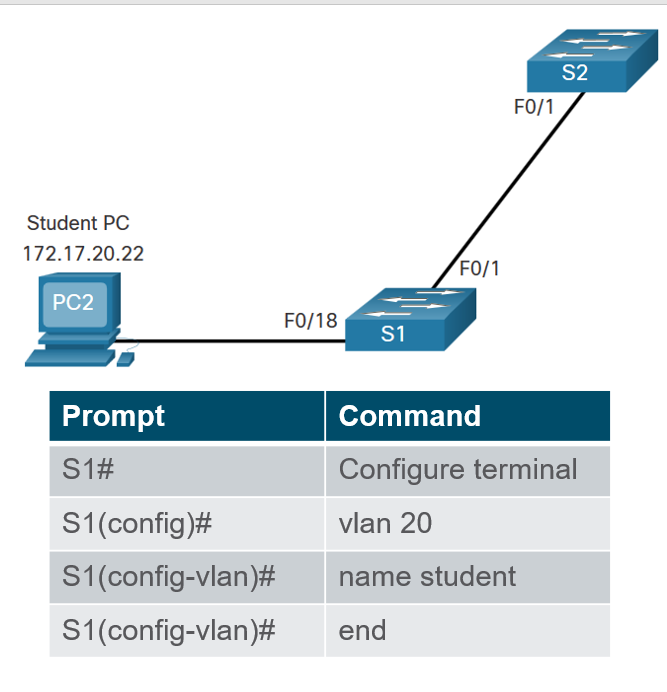 S2
F0/1
Student PC
172.17.20.22
PC2
F0/18
F0/1
S1
Prompt Command
S1# Configure terminal
S1(config)# vlan 20
S1(config-vlan)# name student
S1(config-vlan)# end